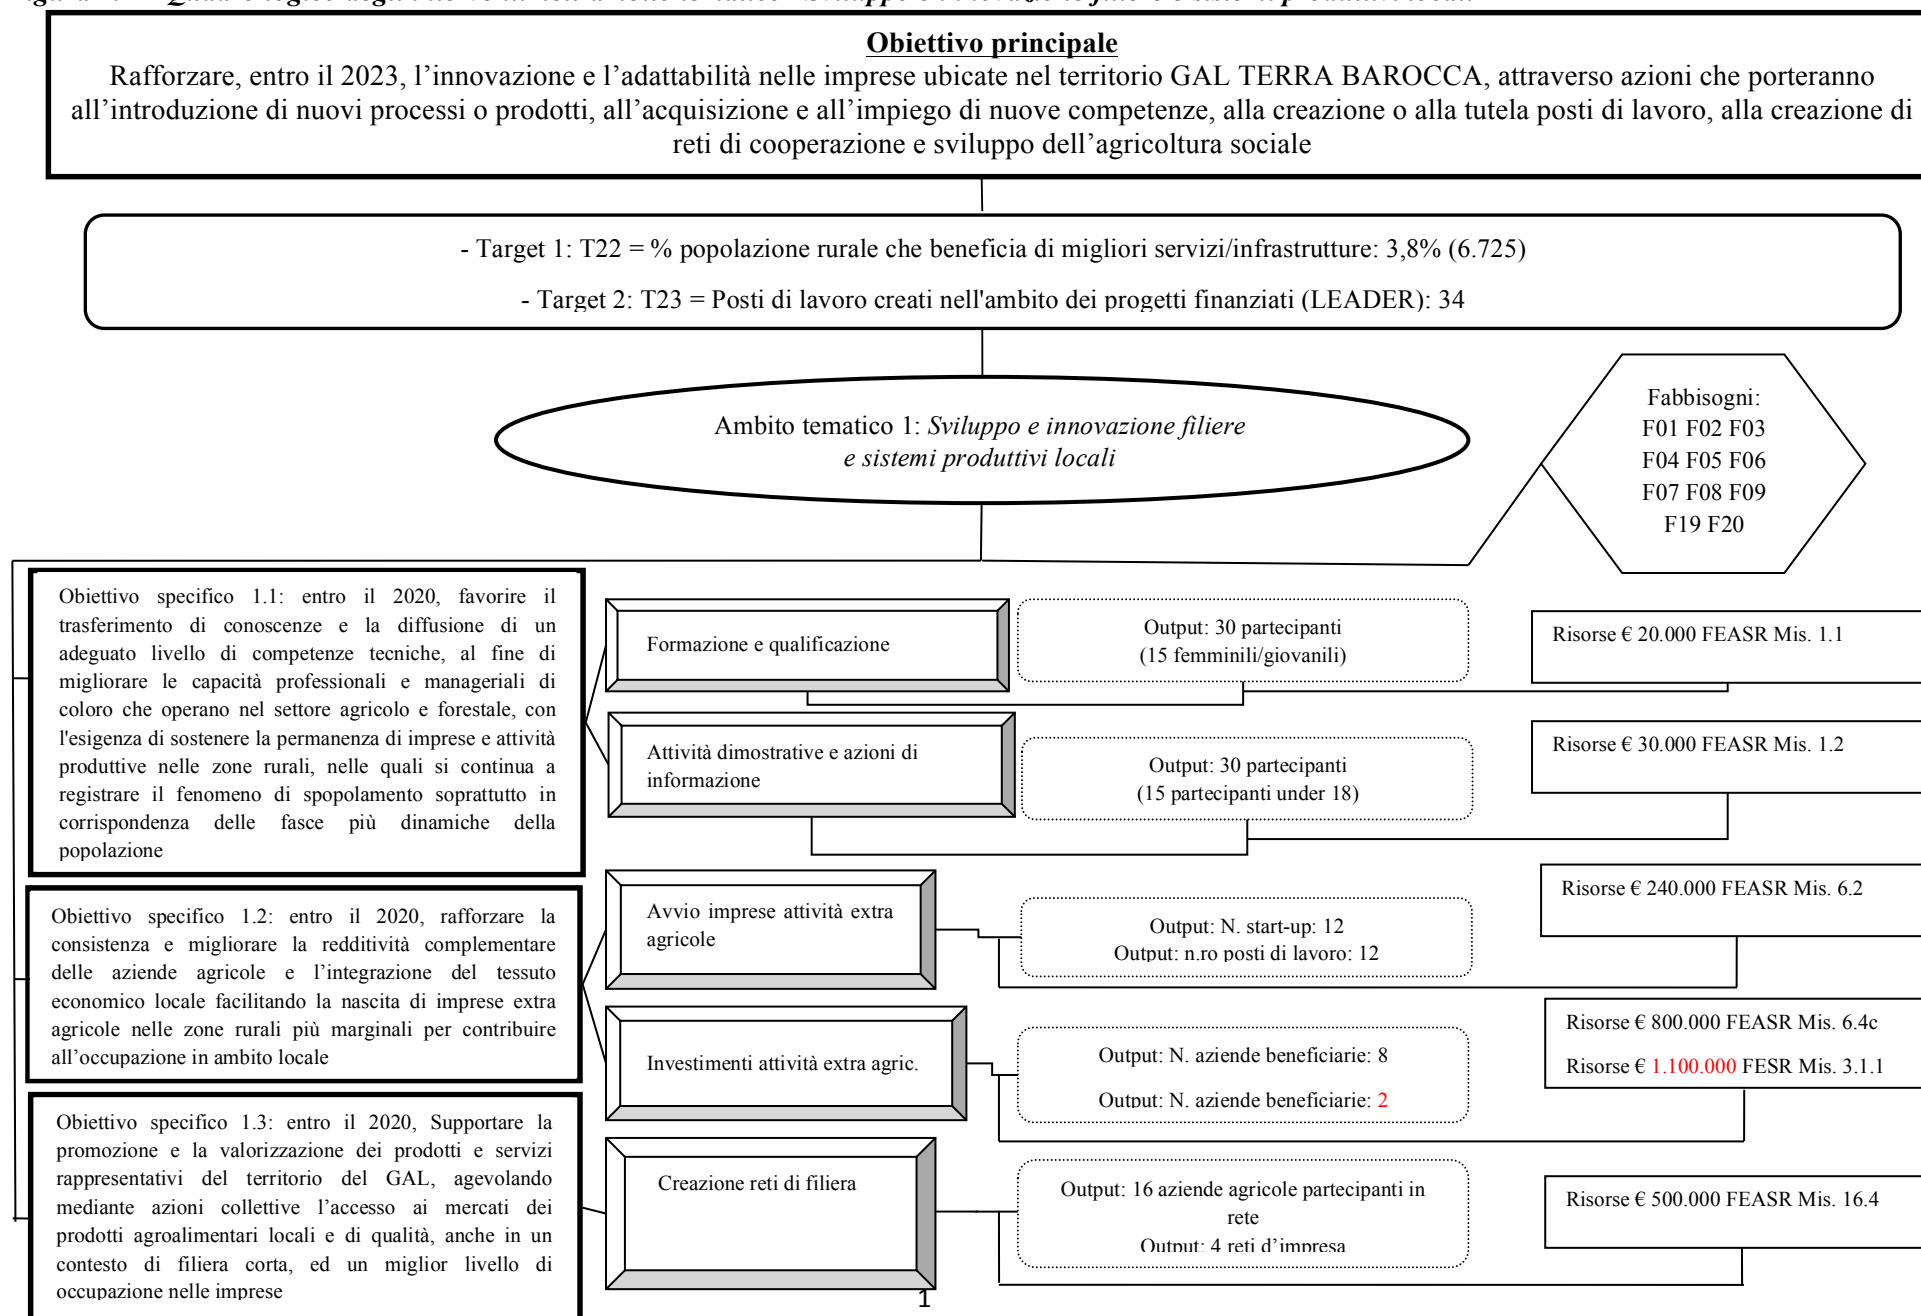 Obiettivo principale
Rafforzare, entro il 2023, l’innovazione e l’adattabilità nelle imprese ubicate nel territorio GAL TERRA BAROCCA, attraverso azioni che porteranno
all’introduzione di nuovi processi o prodotti, all’acquisizione e all’impiego di nuove competenze, alla creazione o alla tutela posti di lavoro, alla creazione di
reti di cooperazione e sviluppo dell’agricoltura sociale
- Target 1: T22 = % popolazione rurale che beneficia di migliori servizi/infrastrutture: 3,8% (6.725)
- Target 2: T23 = Posti di lavoro creati nell'ambito dei progetti finanziati (LEADER): 34
Ambito tematico 1: Sviluppo e innovazione filiere
e sistemi produttivi locali
Fabbisogni:
F01 F02 F03
F04 F05 F06
F07 F08 F09
F19 F20
Obiettivo specifico 1.1: entro il 2020, favorire il
trasferimento di conoscenze e la diffusione di un
adeguato livello di competenze tecniche, al fine di
migliorare le capacità professionali e manageriali di
coloro che operano nel settore agricolo e forestale, con
l'esigenza di sostenere la permanenza di imprese e attività
produttive nelle zone rurali, nelle quali si continua a
registrare il fenomeno di spopolamento soprattutto in
corrispondenza delle fasce più dinamiche della
popolazione
Formazione e qualificazione
Output: 30 partecipanti
(15 femminili/giovanili)
Risorse € 20.000 FEASR Mis. 1.1
Attività dimostrative e azioni di
informazione
Output: 30 partecipanti
(15 partecipanti under 18)
Risorse € 30.000 FEASR Mis. 1.2
Obiettivo specifico 1.2: entro il 2020, rafforzare la
consistenza e migliorare la redditività complementare
delle aziende agricole e l’integrazione del tessuto
economico locale facilitando la nascita di imprese extra
agricole nelle zone rurali più marginali per contribuire
all’occupazione in ambito locale
Avvio imprese attività extra
agricole
Output: N. start-up: 12
Output: n.ro posti di lavoro: 12
Risorse € 240.000 FEASR Mis. 6.2
Investimenti attività extra agric.
Output: N. aziende beneficiarie: 8
Output: N. aziende beneficiarie: 2
Risorse € 800.000 FEASR Mis. 6.4c
Risorse € 1.100.000 FESR Mis. 3.1.1
Obiettivo specifico 1.3: entro il 2020, Supportare la
promozione e la valorizzazione dei prodotti e servizi
rappresentativi del territorio del GAL, agevolando
mediante azioni collettive l’accesso ai mercati dei
prodotti agroalimentari locali e di qualità, anche in un
contesto di filiera corta, ed un miglior livello di
occupazione nelle imprese
Creazione reti di filiera
Output: 16 aziende agricole partecipanti in
rete
Output: 4 reti d’impresa
Risorse € 500.000 FEASR Mis. 16.4
1